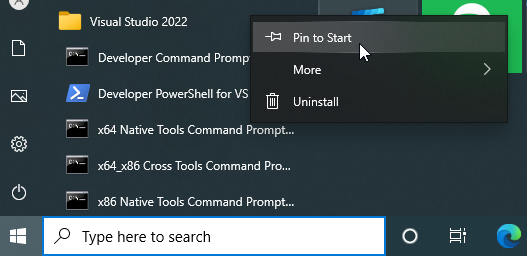 A
Visual Studio 2022
Pin to Start
Developer Command Promp
More
Developer PowerShell for VS
Uninstall
x64 Native Tools Command Prompt...
x64_x86 Cross Tools Command Pro...
x86 Native Tools Command Prompt...
Type here to search